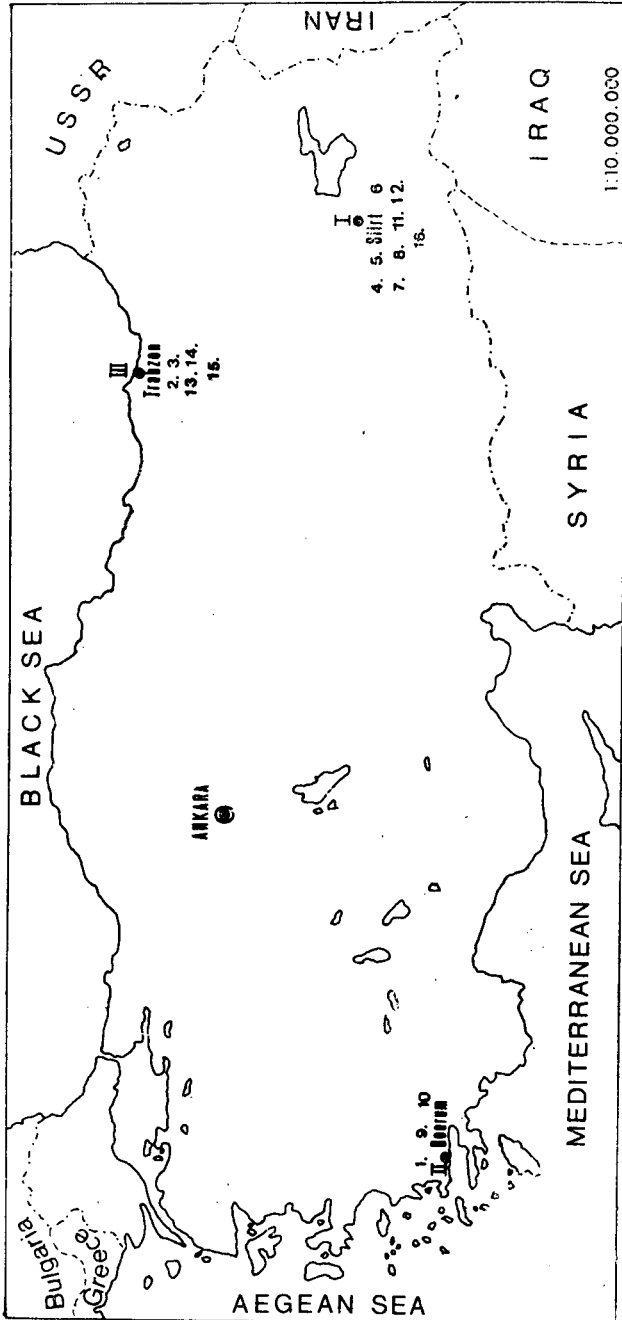 BLACK SEA
USSR
IRAN
IRAQ
SYRIA
MEDITERRANEAN SEA
AEGEAN SEA
Bulgaria
Greece
ANKARA
III
Trabzon
2. 3.
13. 14.
15.
I
4. 5. Siirt 6
7. 8. 11. 12.
16.
1. 9. 10
II Bodrum
1:10.000.000